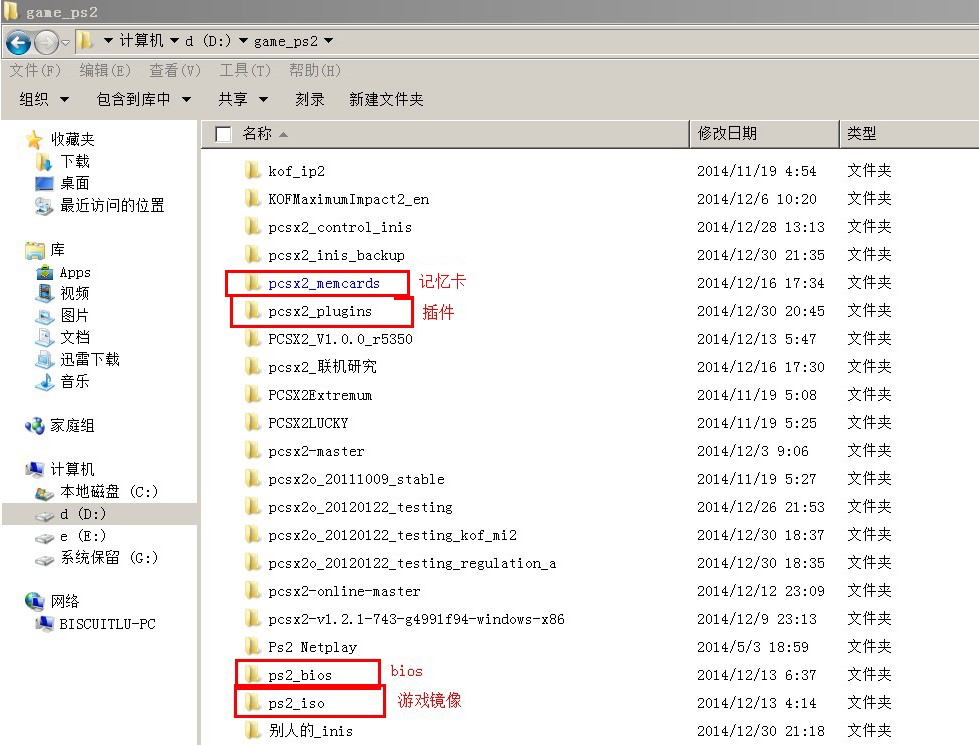 game_ps2
计算机 d (D:) game_ps2
文件(F) 编辑(E) 查看(V) 工具(T) 帮助(H)
组织 包含到库中 共享 刻录 新建文件夹
收藏夹
下载
桌面
最近访问的位置
库
Apps
视频
图片
文档
迅雷下载
音乐
家庭组
计算机
本地磁盘 (C:)
d (D:)
e (E:)
系统保留 (G:)
网络
BISCUITLU-PC
名称 修改日期 类型
kof_ip2 2014/11/19 4:54 文件夹
KOFMaximumImpact2_en 2014/12/6 10:20 文件夹
pcsx2_control_inis 2014/12/28 13:13 文件夹
pcsx2_inis_backup 2014/12/30 21:35 文件夹
pcsx2_memcards 记忆卡 2014/12/16 17:34 文件夹
pcsx2_plugins 插件 2014/12/30 20:45 文件夹
PCSX2_V1.0.0_r5350 2014/12/13 5:47 文件夹
pcsx2_联机研究 2014/12/16 17:30 文件夹
PCSX2Extremum 2014/11/19 5:08 文件夹
PCSX2LUCKY 2014/11/19 5:25 文件夹
pcsx2-master 2014/12/3 9:06 文件夹
pcsx2o_20111009_stable 2014/11/19 5:27 文件夹
pcsx2o_20120122_testing 2014/12/26 21:53 文件夹
pcsx2o_20120122_testing_kof_mi2 2014/12/30 18:37 文件夹
pcsx2o_20120122_testing_regulation_a 2014/12/30 18:35 文件夹
pcsx2-online-master 2014/12/12 23:09 文件夹
pcsx2-v1.2.1-743-g4991f94-windows-x86 2014/12/9 23:13 文件夹
Ps2 Netplay 2014/5/3 18:59 文件夹
ps2_bios bios 2014/12/13 6:37 文件夹
ps2_iso 游戏镜像 2014/12/13 4:14 文件夹
别人的_inis 2014/12/30 21:18 文件夹